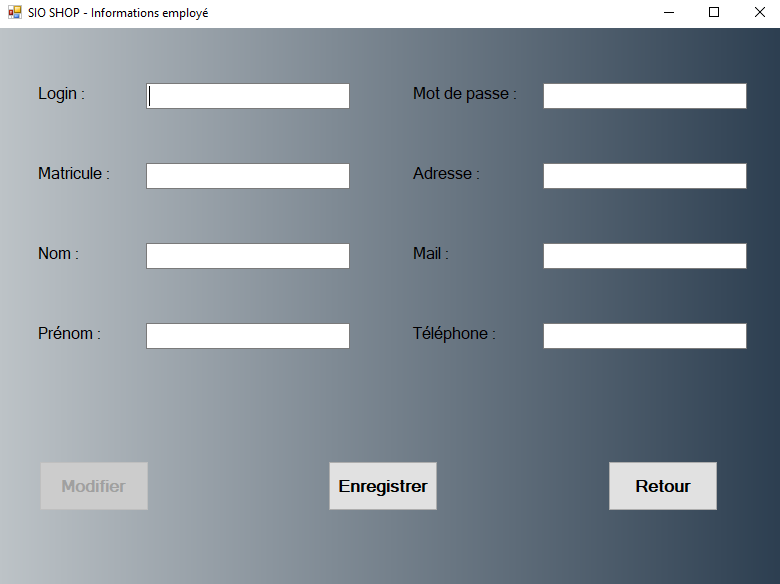 SIO SHOP - Informations employé
Login :
Mot de passe :
Matricule :
Adresse :
Nom :
Mail :
Prénom :
Téléphone :
Modifier
Enregistrer
Retour